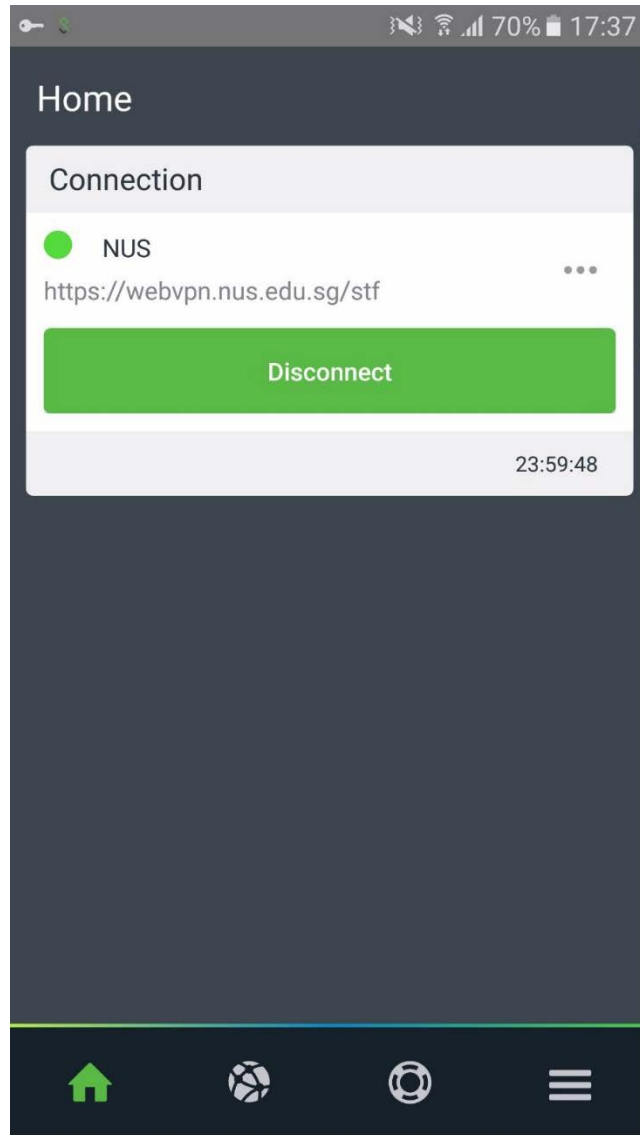 70% 17:37
Home
Connection
NUS
https://webvpn.nus.edu.sg/stf
Disconnect
23:59:48